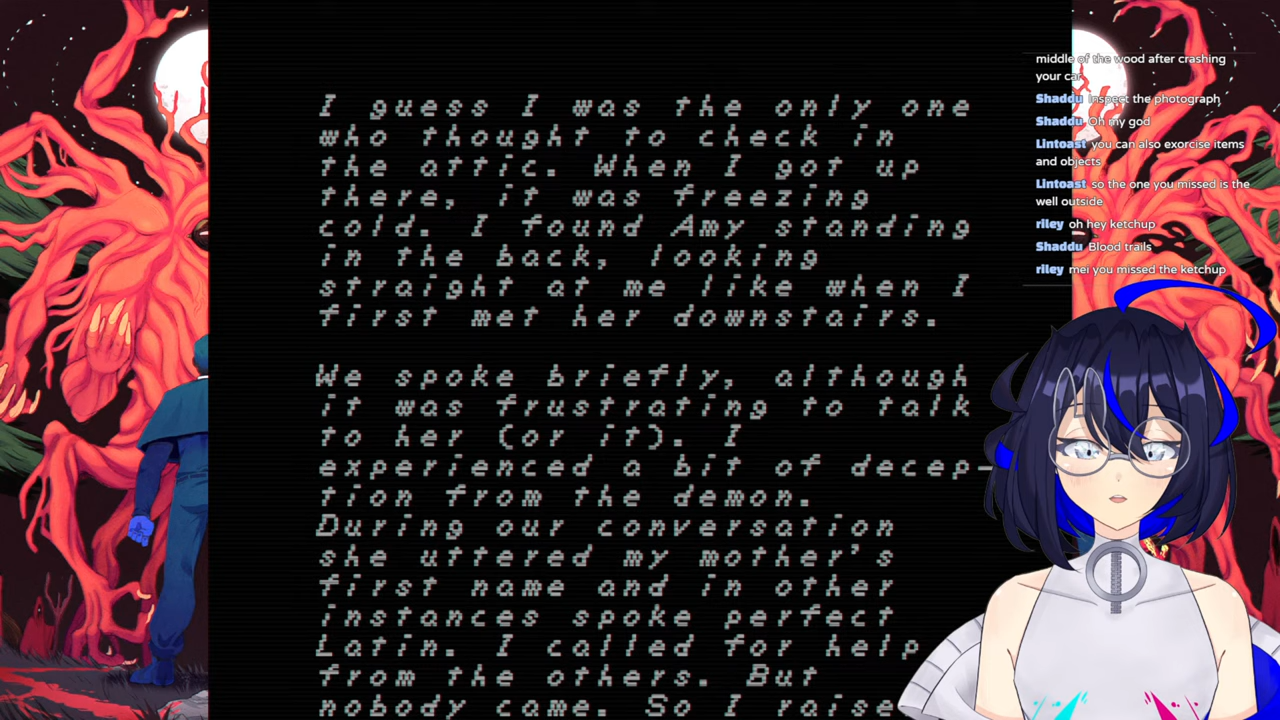 I guess I was the only one
who thought to check in
the attic. When I got up
there, it was freezing
cold. I found Amy standing
in the back, looking
straight at me like when I
first met her downstairs.
We spoke briefly, although
it was frustrating to talk
to her (or it). I
experienced a bit of decep-
tion from the demon.
During our conversation
she uttered my mother's
first name and in other
instances spoke perfect
Latin. I called for help
from the others. But
nobody came. So I raise
middle of the wood after crashing
your car
Shaddu Inspect the photograph
Shaddu Oh my god
Lintoast you can also exorcise items
and objects
Lintoast so the one you missed is the
well outside
riley oh hey ketchup
Shaddu Blood trails
riley mei you missed the ketchup